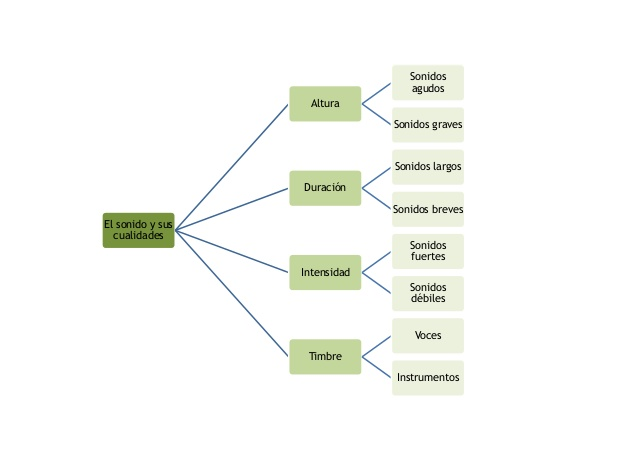 El sonido y sus
cualidades
Altura
Sonidos
agudos
Sonidos graves
Duración
Sonidos largos
Sonidos breves
Intensidad
Sonidos
fuertes
Sonidos
débiles
Timbre
Voces
Instrumentos